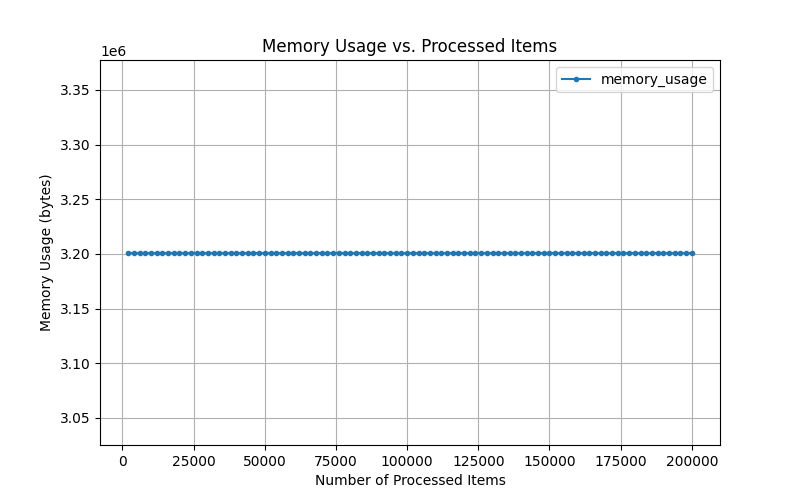 Memory Usage vs. Processed Items
1e6
memory_usage
3.35
3.30
3.25
3.20
3.15
3.10
3.05
Memory Usage (bytes)
0 25000 50000 75000 100000 125000 150000 175000 200000
Number of Processed Items